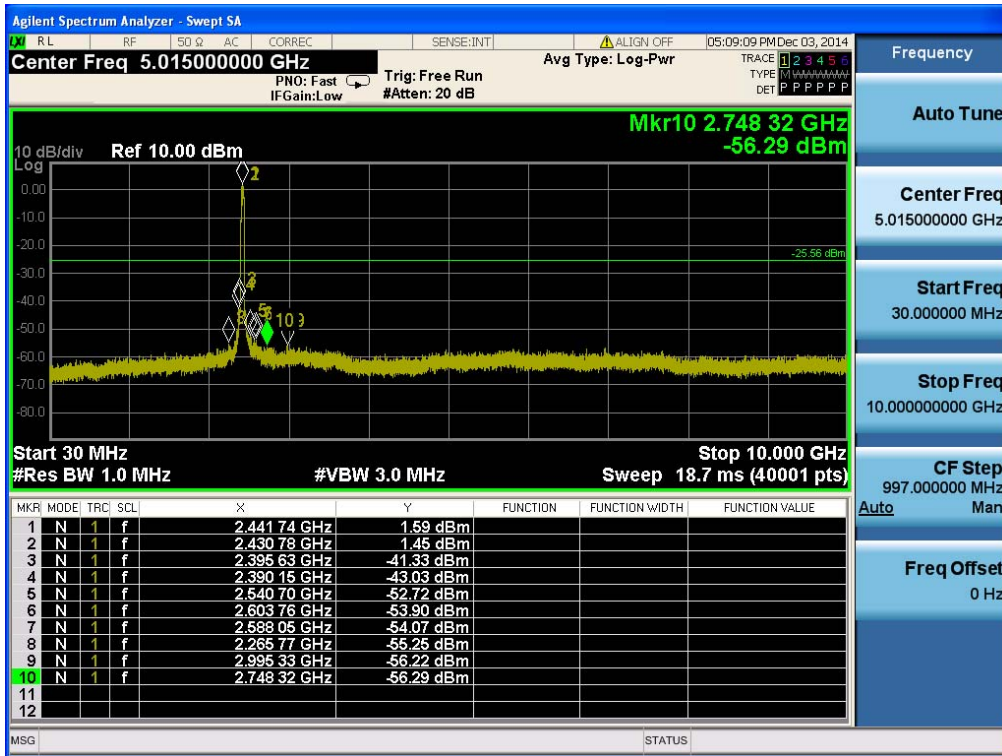 Agilent Spectrum Analyzer - Swept SA
LXI RL RF 50 Ω AC CORREC SENSE:INT ALIGN OFF 05:09:09 PM Dec 03, 2014
Center Freq 5.015000000 GHz
PNO: Fast
IFGain:Low
Trig: Free Run
#Atten: 20 dB
Avg Type: Log-Pwr
TRACE 1 2 3 4 5 6
TYPE M
DET P P P P P P
Mkr10 2.748 32 GHz
-56.29 dBm
10 dB/div Ref 10.00 dBm
Log
0.00
-10.0
-20.0
-30.0
-40.0
-50.0
-60.0
-70.0
-80.0
-25.56 dBm
10
Start 30 MHz Stop 10.000 GHz
#Res BW 1.0 MHz #VBW 3.0 MHz Sweep 18.7 ms (40001 pts)
MKR MODE TRC SCL X Y FUNCTION FUNCTION WIDTH FUNCTION VALUE
1 N 1 f 2.441 74 GHz 1.59 dBm
2 N 1 f 2.430 78 GHz 1.45 dBm
3 N 1 f 2.395 63 GHz -41.33 dBm
4 N 1 f 2.390 15 GHz -43.03 dBm
5 N 1 f 2.540 70 GHz -52.72 dBm
6 N 1 f 2.603 76 GHz -53.90 dBm
7 N 1 f 2.588 05 GHz -54.07 dBm
8 N 1 f 2.265 77 GHz -55.25 dBm
9 N 1 f 2.995 33 GHz -56.22 dBm
10 N 1 f 2.748 32 GHz -56.29 dBm
11
12
MSG STATUS
Frequency
Auto Tune
Center Freq
5.015000000 GHz
Start Freq
30.000000 MHz
Stop Freq
10.000000000 GHz
CF Step
997.000000 MHz
Auto Man
Freq Offset
0 Hz